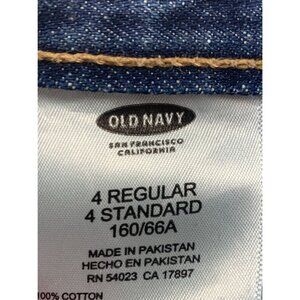 OLD NAVY
SAN FRANCISCO
CALIFORNIA
4 REGULAR
4 STANDARD
160/66A
MADE IN PAKISTAN
HECHO EN PAKISTAN
RN 54023 CA 17897
100% COTTON